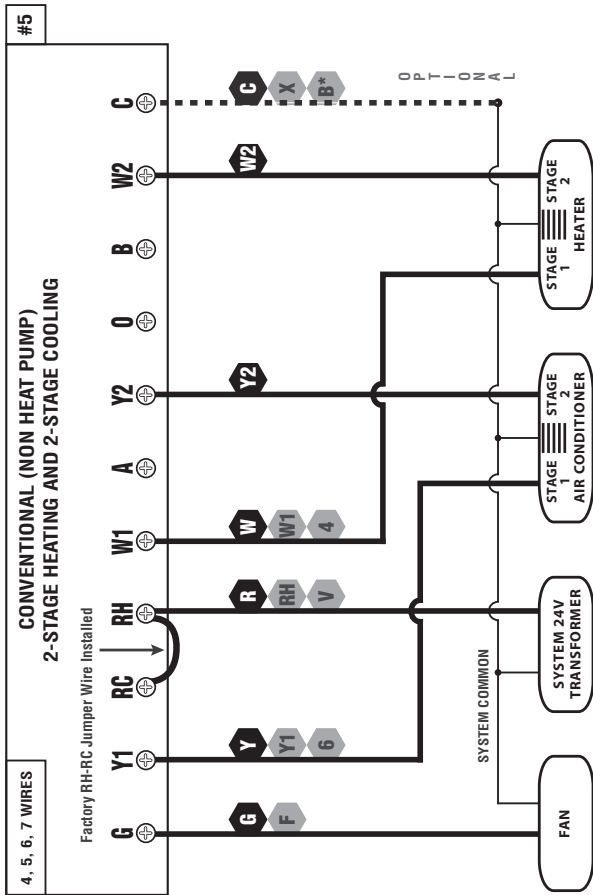 4, 5, 6, 7 WIRES
#5
CONVENTIONAL (NON HEAT PUMP)
2-STAGE HEATING AND 2-STAGE COOLING
Factory RH-RC Jumper Wire Installed
G Y1 RC RH W1 A Y2 O B W2 C
G Y R W Y2 W2 C
F Y1 RH W1 X
6 V 4 B*
OPTIONAL
SYSTEM COMMON
FAN
SYSTEM 24V
TRANSFORMER
STAGE 1
STAGE 2
AIR CONDITIONER
STAGE 1
STAGE 2
HEATER